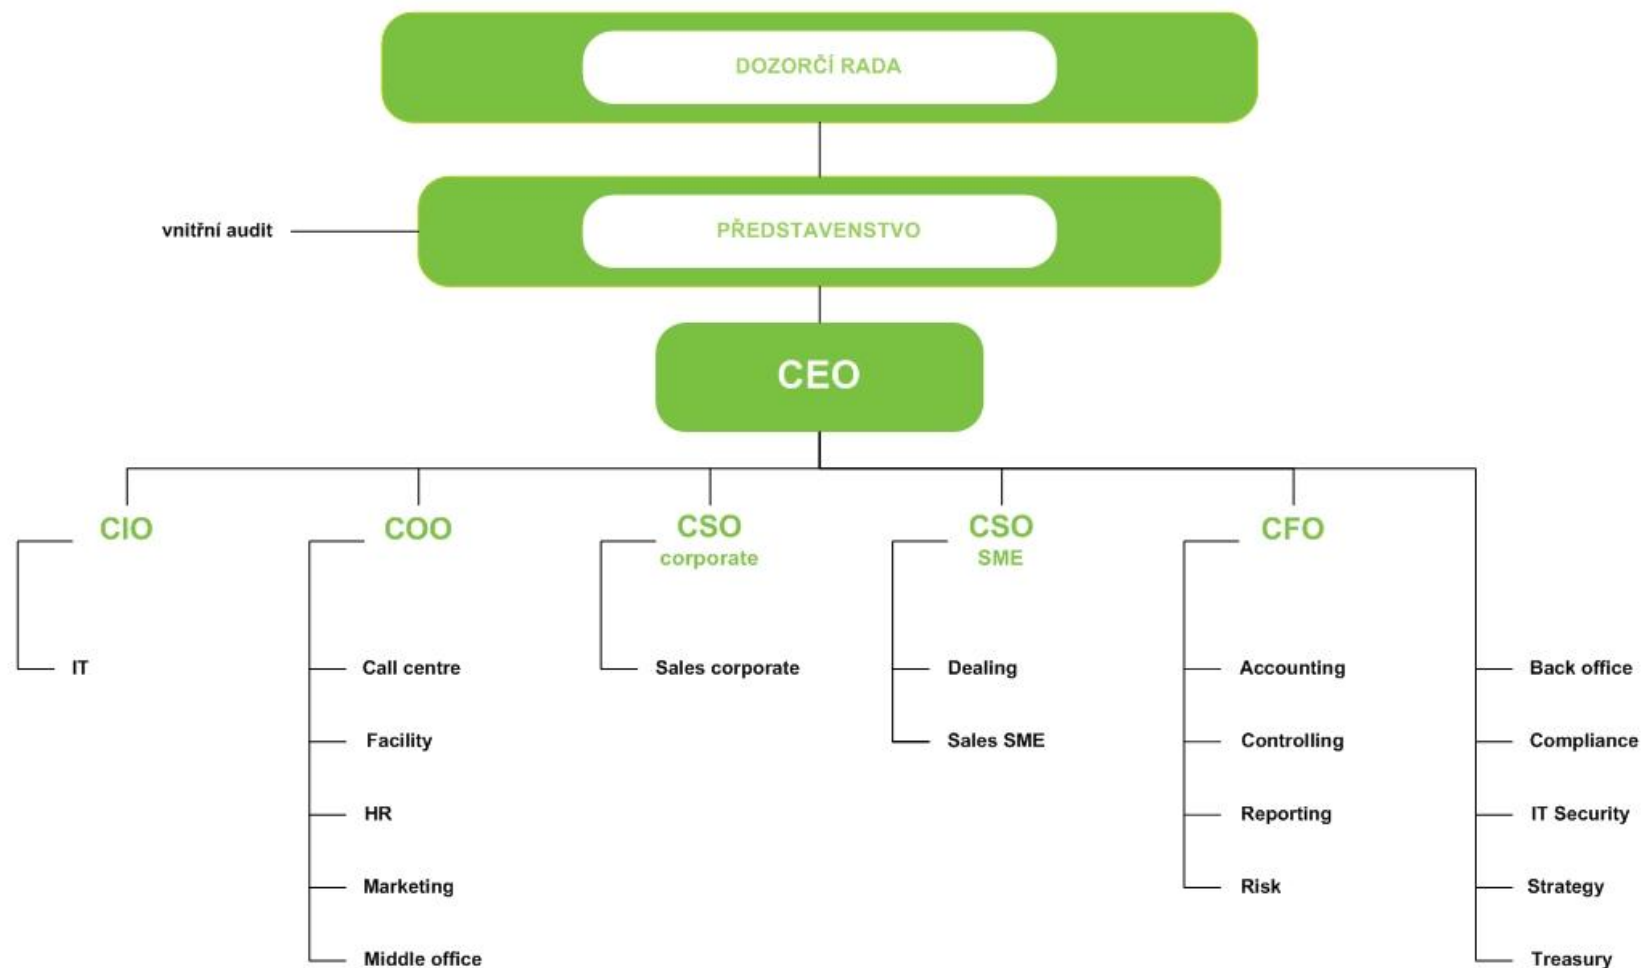 DOZORČÍ RADA
vnitřní audit
PŘEDSTAVENSTVO
CEO
CIO
COO
CSO
corporate
CSO
SME
CFO
IT
Call centre
Sales corporate
Dealing
Accounting
Back office
Facility
Sales SME
Controlling
Compliance
HR
Reporting
IT Security
Marketing
Risk
Strategy
Middle office
Treasury